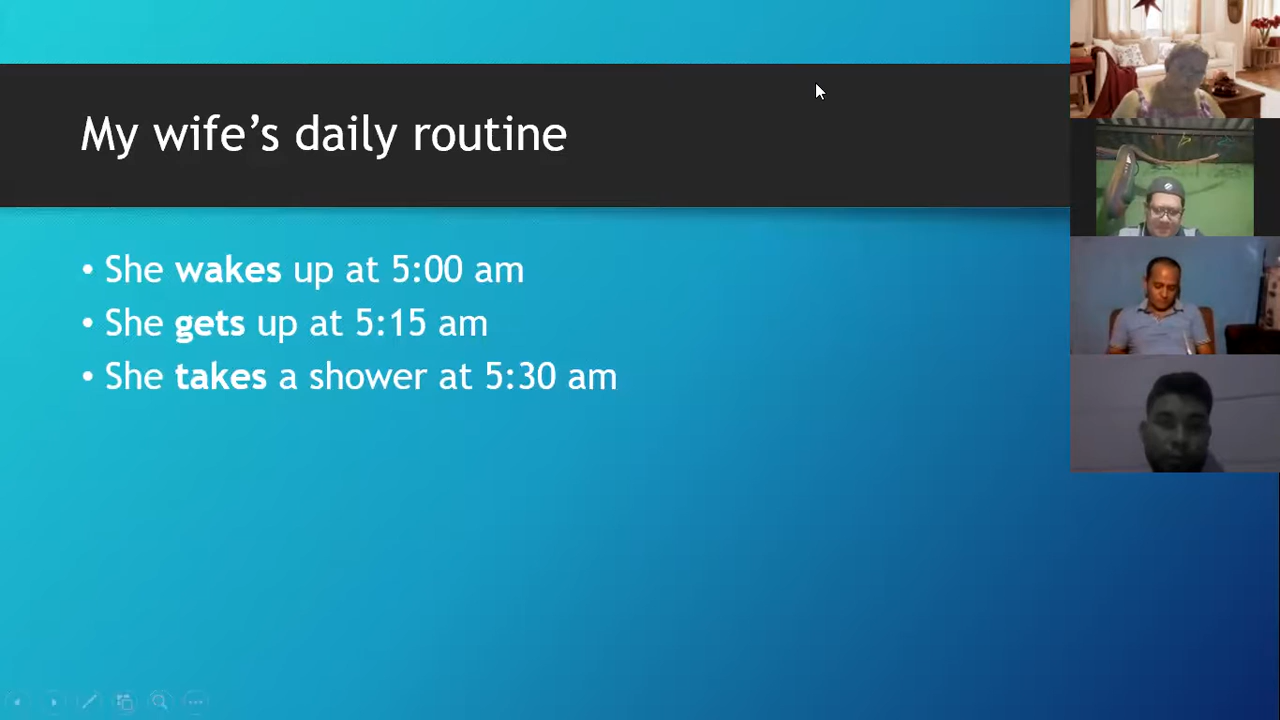 My wife’s daily routine
• She wakes up at 5:00 am
• She gets up at 5:15 am
• She takes a shower at 5:30 am